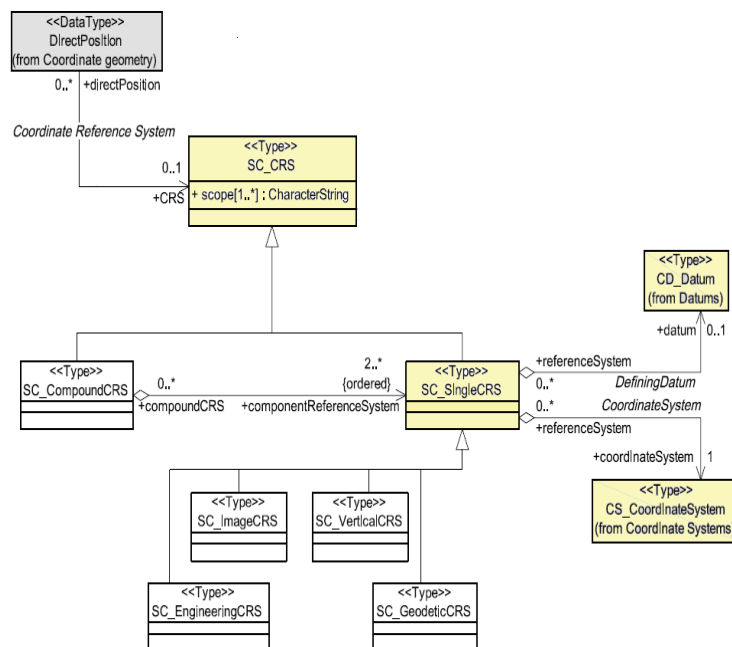 <<DataType>>
DirectPosition
(from Coordinate geometry)
0..* +directPosition
Coordinate Reference System
0..1
+CRS
<<Type>>
SC_CRS
+ scope[1..*] : CharacterString
<<Type>>
CD_Datum
(from Datums)
+datum 0..1
<<Type>>
SC_CompoundCRS
0..*
+compoundCRS
2..*
{ordered}
+componentReferenceSystem
<<Type>>
SC_SingleCRS
+referenceSystem
0..* DefiningDatum
0..* CoordinateSystem
+referenceSystem
+coordinateSystem 1
<<Type>>
CS_CoordinateSystem
(from Coordinate Systems)
<<Type>>
SC_ImageCRS
<<Type>>
SC_VerticalCRS
<<Type>>
SC_EngineeringCRS
<<Type>>
SC_GeodeticCRS